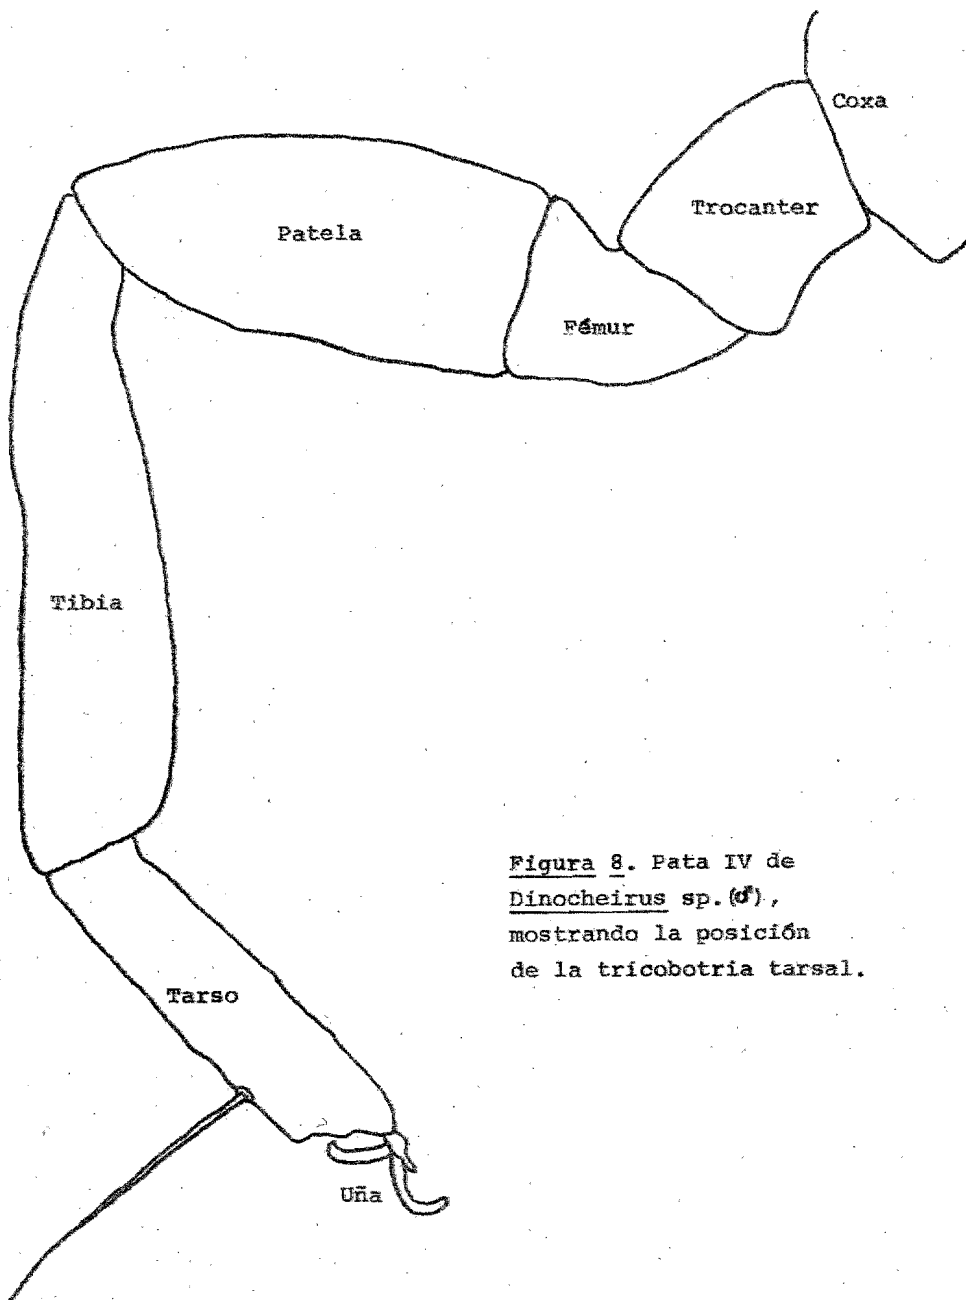 Coxa
Trocanter
Patela
Fémur
Tibia
Figura 8. Pata IV de
Dinocheirus sp. (♂),
mostrando la posición
de la tricobotria tarsal.
Tarso
Uña